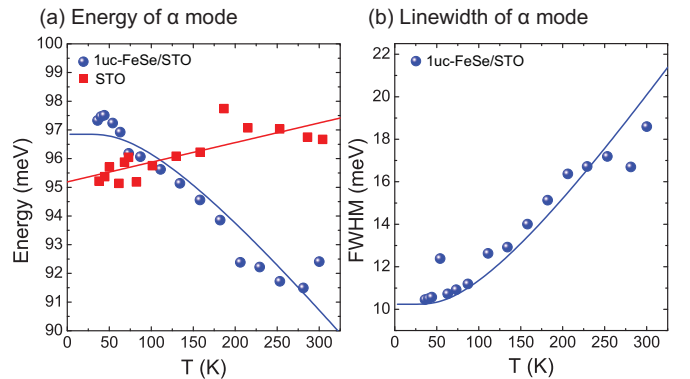 (a) Energy of α mode
(b) Linewidth of α mode
100
99
98
97
96
95
94
93
92
91
90
Energy (meV)
1uc-FeSe/STO
STO
0 50 100 150 200 250 300
T (K)
22
20
18
16
14
12
10
8
FWHM (meV)
1uc-FeSe/STO
0 50 100 150 200 250 300
T (K)